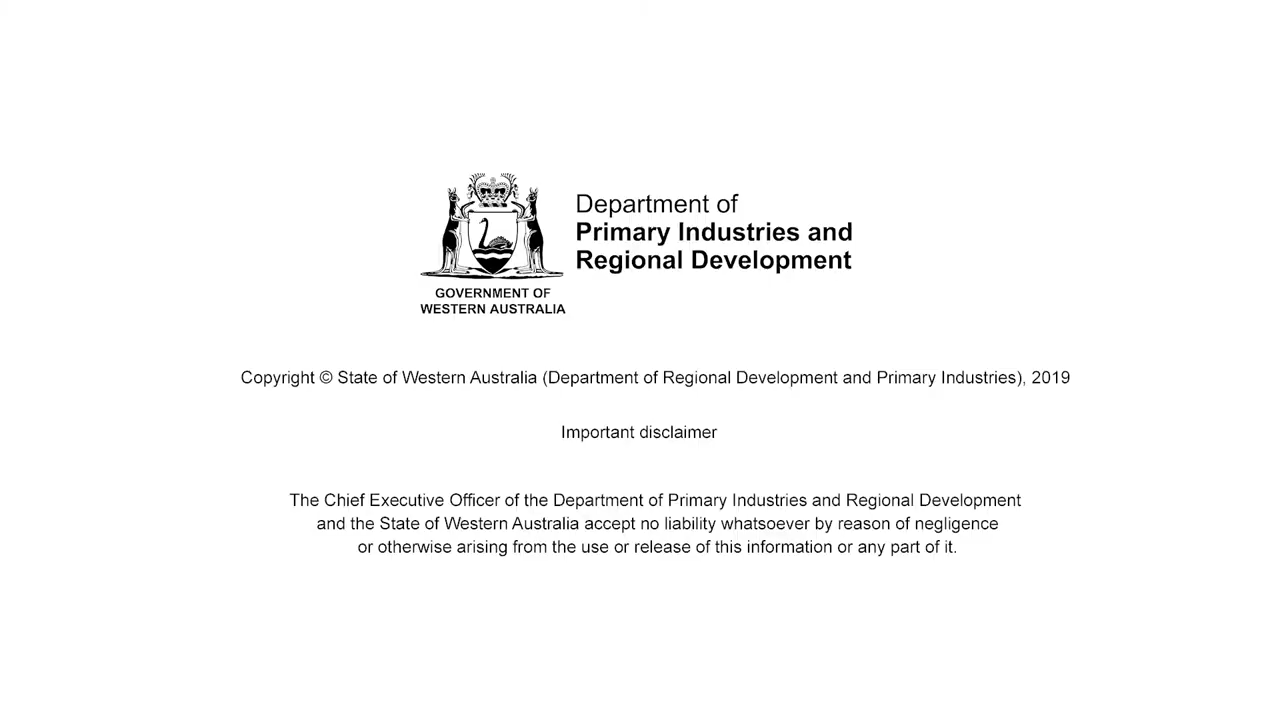 Department of
Primary Industries and
Regional Development
GOVERNMENT OF
WESTERN AUSTRALIA
Copyright © State of Western Australia (Department of Regional Development and Primary Industries), 2019
Important disclaimer
The Chief Executive Officer of the Department of Primary Industries and Regional Development
and the State of Western Australia accept no liability whatsoever by reason of negligence
or otherwise arising from the use or release of this information or any part of it.